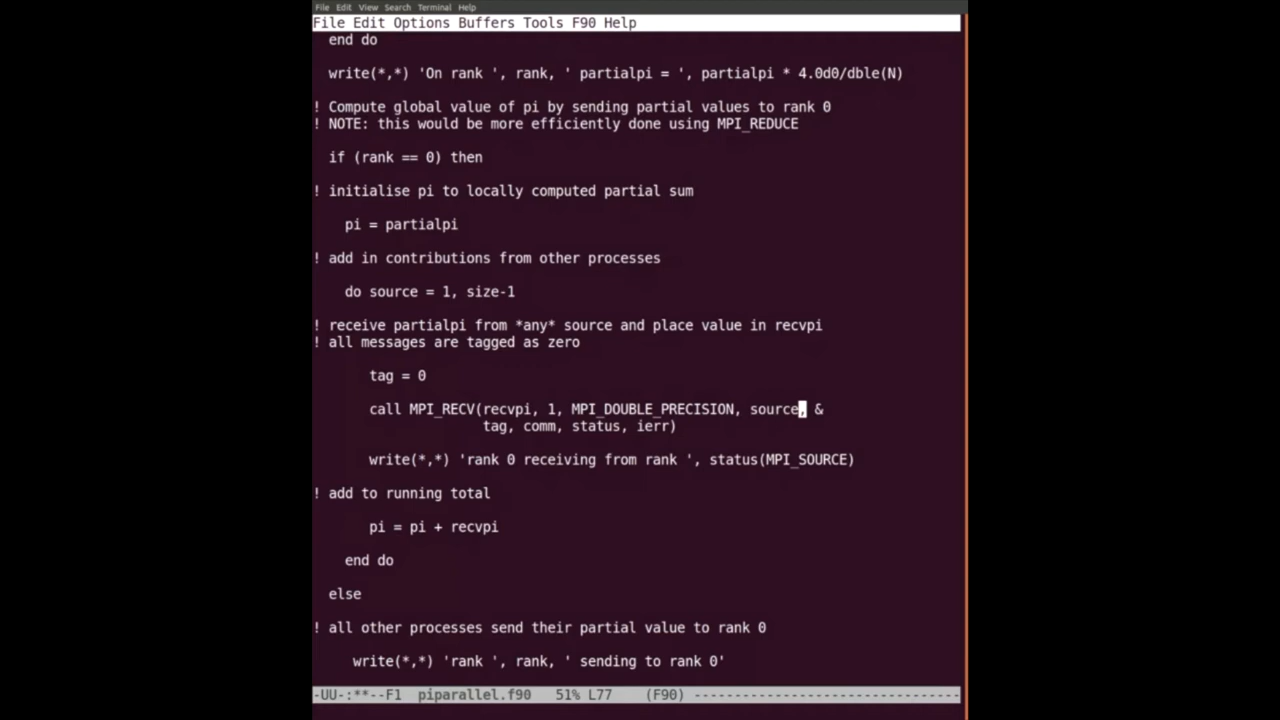 File Edit View Search Terminal Help
File Edit Options Buffers Tools F90 Help
end do
write(*,*) 'On rank ', rank, ' partialpi = ', partialpi * 4.0d0/dble(N)
! Compute global value of pi by sending partial values to rank 0
! NOTE: this would be more efficiently done using MPI_REDUCE
if (rank == 0) then
! initialise pi to locally computed partial sum
pi = partialpi
! add in contributions from other processes
do source = 1, size-1
! receive partialpi from *any* source and place value in recvpi
! all messages are tagged as zero
tag = 0
call MPI_RECV(recvpi, 1, MPI_DOUBLE_PRECISION, source, &
tag, comm, status, ierr)
write(*,*) 'rank 0 receiving from rank ', status(MPI_SOURCE)
! add to running total
pi = pi + recvpi
end do
else
! all other processes send their partial value to rank 0
write(*,*) 'rank ', rank, ' sending to rank 0'
-UU-:**--F1 piparallel.f90 51% L77 (F90) ---------------------------------